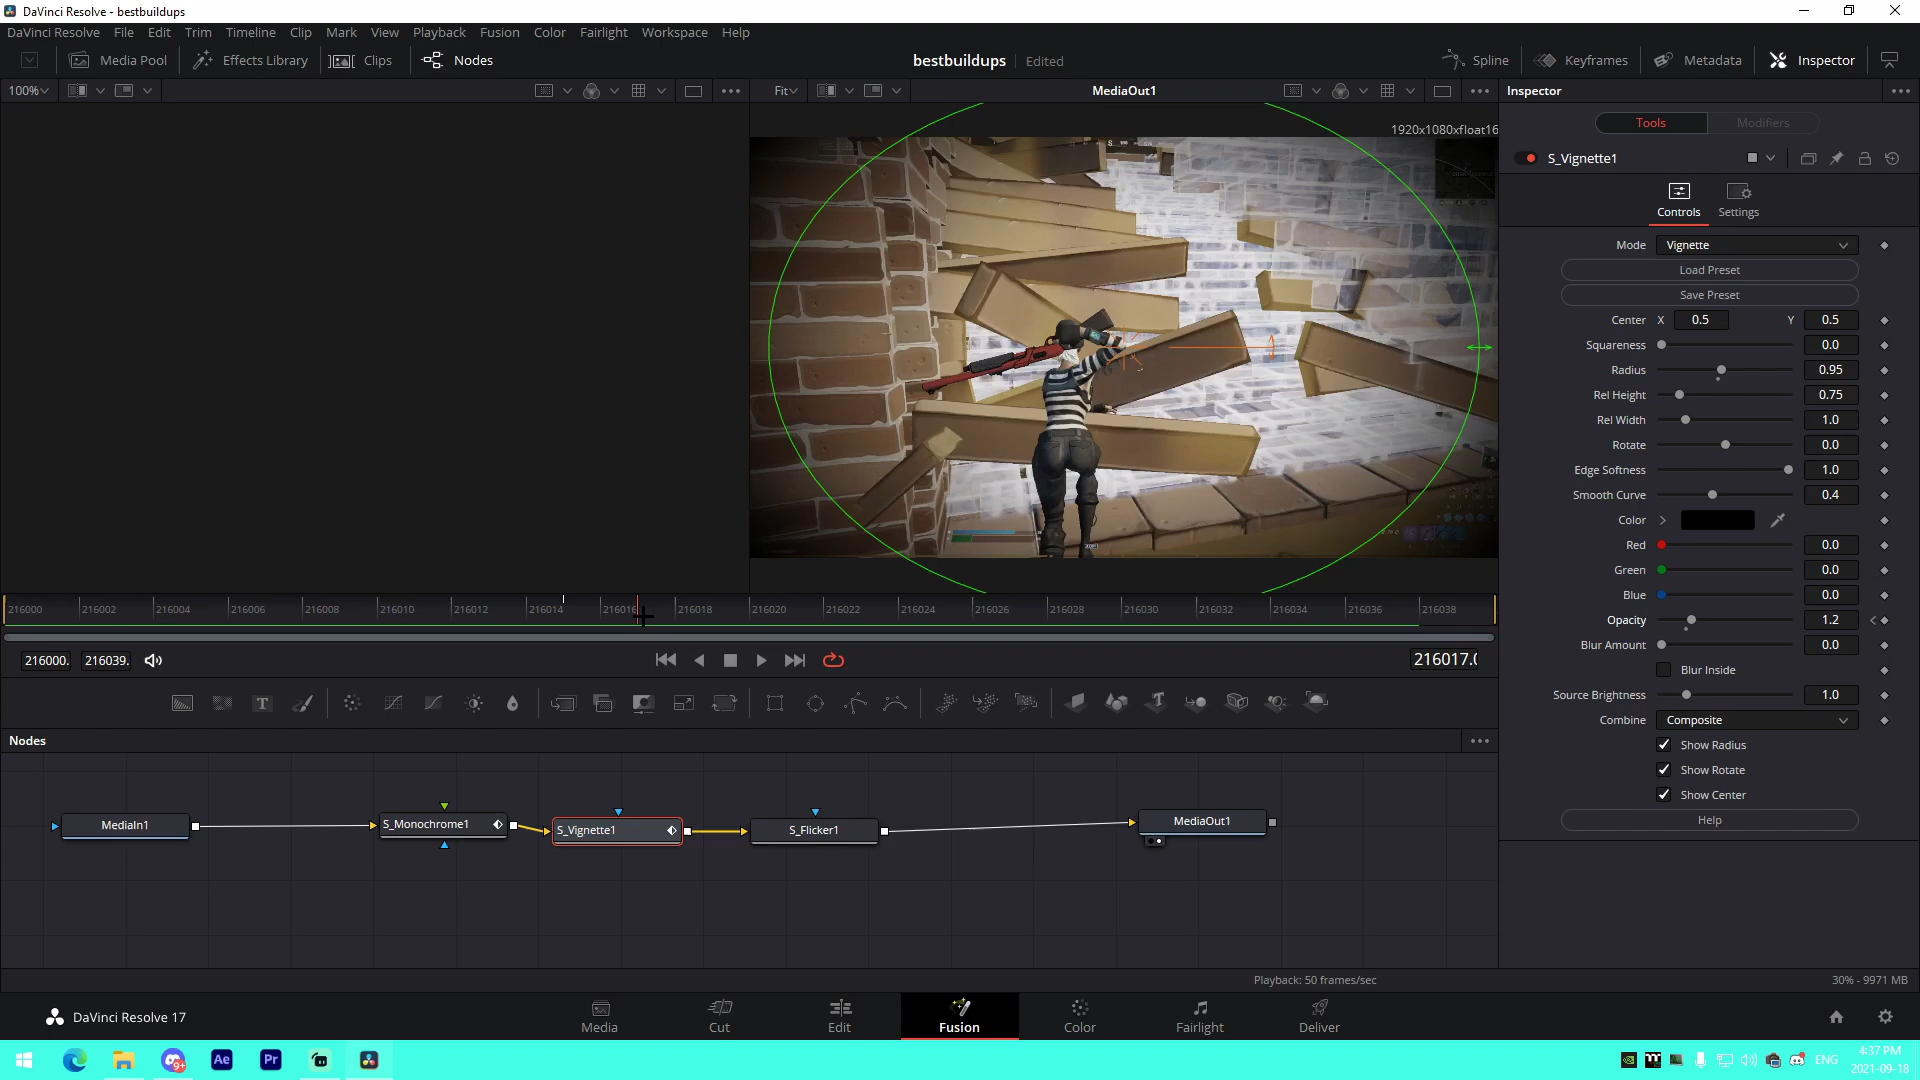 DaVinci Resolve - bestbuildups
DaVinci Resolve File Edit Trim Timeline Clip Mark View Playback Fusion Color Fairlight Workspace Help
Media Pool Effects Library Clips Nodes bestbuildups Edited Spline Keyframes Metadata Inspector
100% Fit MediaOut1 Inspector
1920x1080xfloat16
Tools Modifiers
S_Vignette1
Controls Settings
Mode Vignette
Load Preset
Save Preset
Center X 0.5 Y 0.5
Squareness 0.0
Radius 0.95
Rel Height 0.75
Rel Width 1.0
Rotate 0.0
Edge Softness 1.0
Smooth Curve 0.4
Color
Red 0.0
Green 0.0
Blue 0.0
Opacity 1.2
Blur Amount 0.0
Blur Inside
Source Brightness 1.0
Combine Composite
Show Radius
Show Rotate
Show Center
Help
216000 216002 216004 216006 216008 216010 216012 216014 216016 216018 216020 216022 216024 216026 216028 216030 216032 216034 216036 216038
216000. 216039. 216017.0
Nodes
MediaIn1 S_Monochrome1 S_Vignette1 S_Flicker1 MediaOut1
Playback: 50 frames/sec 30% - 9971 MB
DaVinci Resolve 17 Media Cut Edit Fusion Color Fairlight Deliver
9+ Ae Pr ENG 4:37 PM
2021-09-18